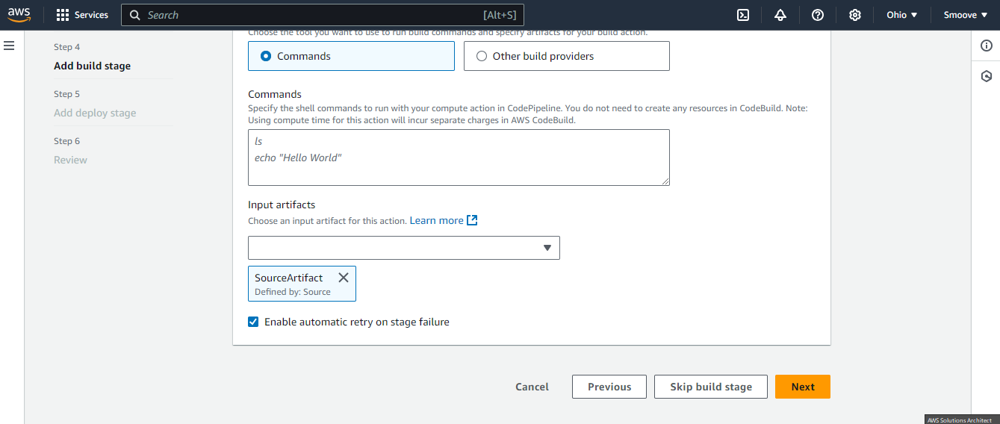 aws
Services
Search
[Alt+S]
Ohio
Smoove
Step 4
Add build stage
Step 5
Add deploy stage
Step 6
Review
Choose the tool you want to use to run build commands and specify artifacts for your build action.
Commands
Other build providers
Commands
Specify the shell commands to run with your compute action in CodePipeline. You do not need to create any resources in CodeBuild. Note:
Using compute time for this action will incur separate charges in AWS CodeBuild.
ls
echo "Hello World"
Input artifacts
Choose an input artifact for this action. Learn more
SourceArtifact
Defined by: Source
Enable automatic retry on stage failure
Cancel
Previous
Skip build stage
Next
AWS Solutions Architect